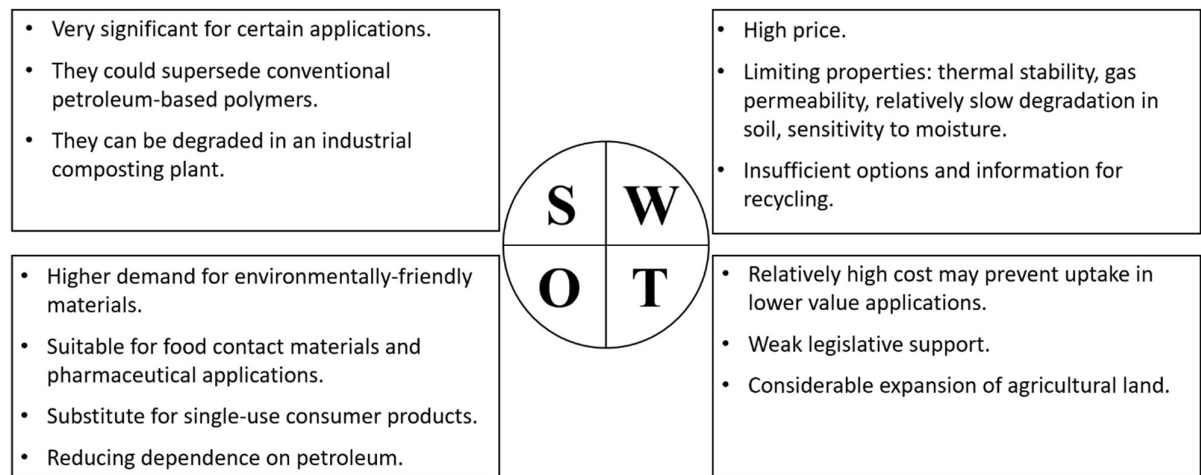 • Very significant for certain applications.
• They could supersede conventional
petroleum-based polymers.
• They can be degraded in an industrial
composting plant.
• High price.
• Limiting properties: thermal stability, gas
permeability, relatively slow degradation in
soil, sensitivity to moisture.
• Insufficient options and information for
recycling.
S W
O T
• Higher demand for environmentally-friendly
materials.
• Suitable for food contact materials and
pharmaceutical applications.
• Substitute for single-use consumer products.
• Reducing dependence on petroleum.
• Relatively high cost may prevent uptake in
lower value applications.
• Weak legislative support.
• Considerable expansion of agricultural land.